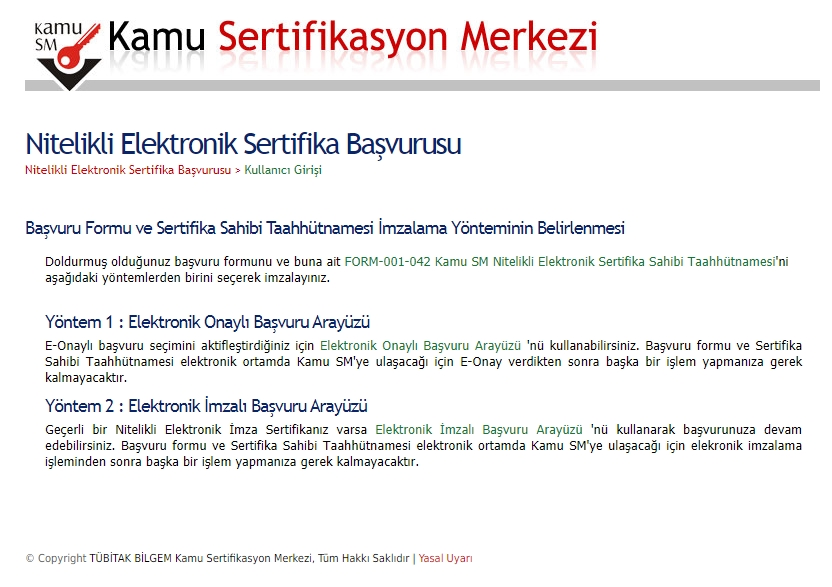 kamu
SM
Kamu Sertifikasyon Merkezi
Nitelikli Elektronik Sertifika Başvurusu
Nitelikli Elektronik Sertifika Başvurusu > Kullanıcı Girişi
Başvuru Formu ve Sertifika Sahibi Taahhütnamesi İmzalama Yönteminin Belirlenmesi
Doldurmuş olduğunuz başvuru formunu ve buna ait FORM-001-042 Kamu SM Nitelikli Elektronik Sertifika Sahibi Taahhütnamesi'ni
aşağıdaki yöntemlerden birini seçerek imzalayınız.
Yöntem 1 : Elektronik Onaylı Başvuru Arayüzü
E-Onaylı başvuru seçimini aktifleştirdiğiniz için Elektronik Onaylı Başvuru Arayüzü 'nü kullanabilirsiniz. Başvuru formu ve Sertifika
Sahibi Taahhütnamesi elektronik ortamda Kamu SM'ye ulaşacağı için E-Onay verdikten sonra başka bir işlem yapmanıza gerek
kalmayacaktır.
Yöntem 2 : Elektronik İmzalı Başvuru Arayüzü
Geçerli bir Nitelikli Elektronik İmza Sertifikanız varsa Elektronik İmzalı Başvuru Arayüzü 'nü kullanarak başvurunuza devam
edebilirsiniz. Başvuru formu ve Sertifika Sahibi Taahhütnamesi elektronik ortamda Kamu SM'ye ulaşacağı için elekronik imzalama
işleminden sonra başka bir işlem yapmanıza gerek kalmayacaktır.
© Copyright TÜBİTAK BİLGEM Kamu Sertifikasyon Merkezi, Tüm Hakkı Saklıdır | Yasal Uyarı